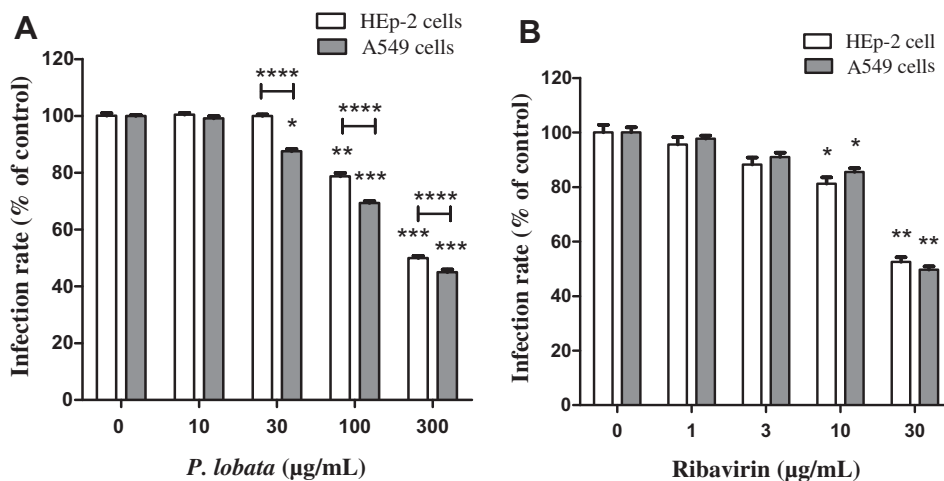 A
HEp-2 cells
A549 cells
Infection rate (% of control)
120
100
80
60
40
20
0
****
*
****
**
***
****
***
***
0 10 30 100 300
P. lobata (μg/mL)
B
HEp-2 cell
A549 cells
Infection rate (% of control)
120
100
80
60
40
20
0
*
*
**
**
0 1 3 10 30
Ribavirin (μg/mL)